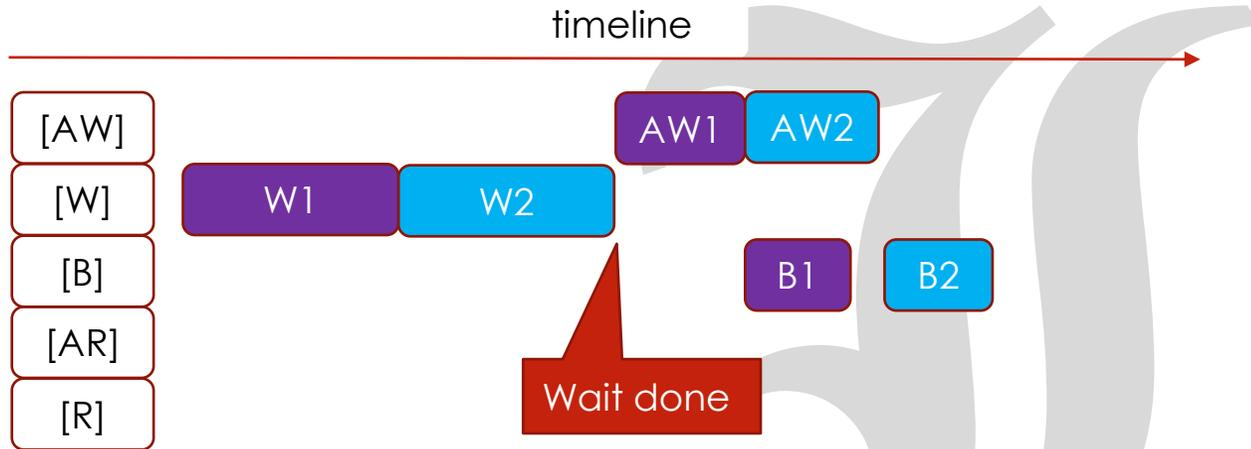 timeline
[AW]
AW1
AW2
[W]
W1
W2
[B]
B1
B2
[AR]
Wait done
[R]